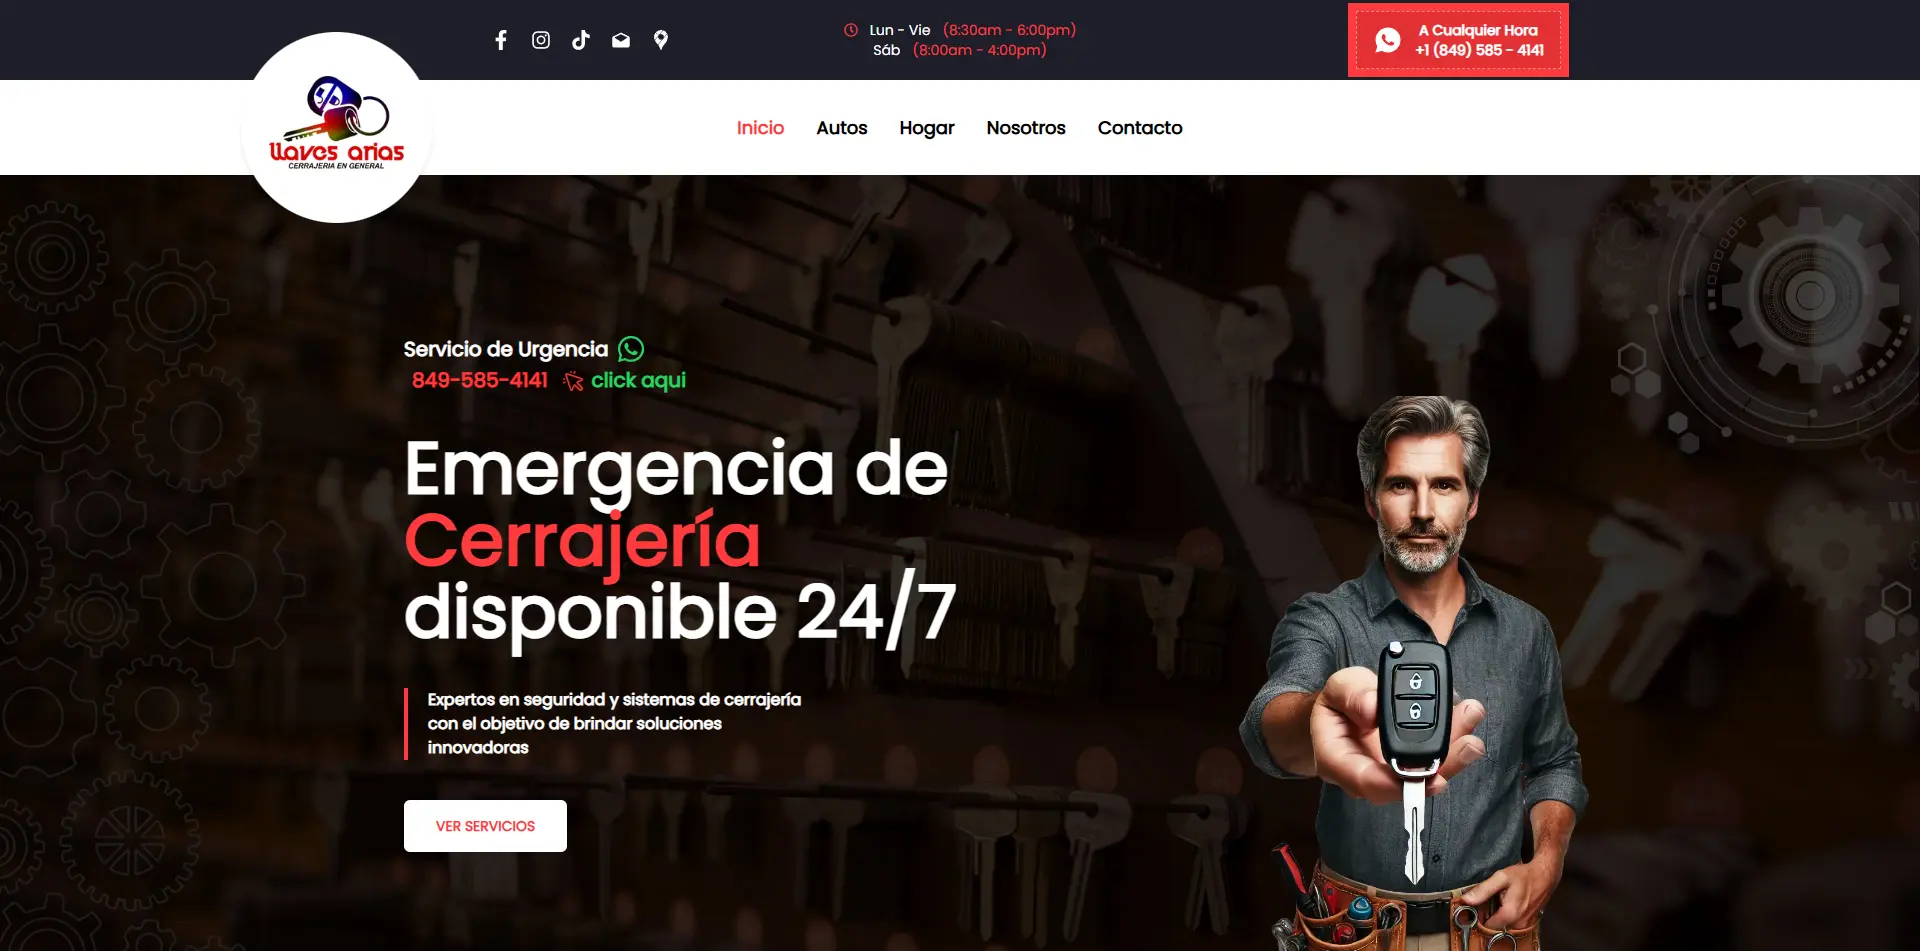 Lun - Vie (8:30am - 6:00pm)
Sáb (8:00am - 4:00pm)
A Cualquier Hora
+1 (849) 585 - 4141
llaves arias
CERRAJERIA EN GENERAL
Inicio
Autos
Hogar
Nosotros
Contacto
Servicio de Urgencia
849-585-4141 click aqui
Emergencia de
Cerrajería
disponible 24/7
Expertos en seguridad y sistemas de cerrajería
con el objetivo de brindar soluciones
innovadoras
VER SERVICIOS